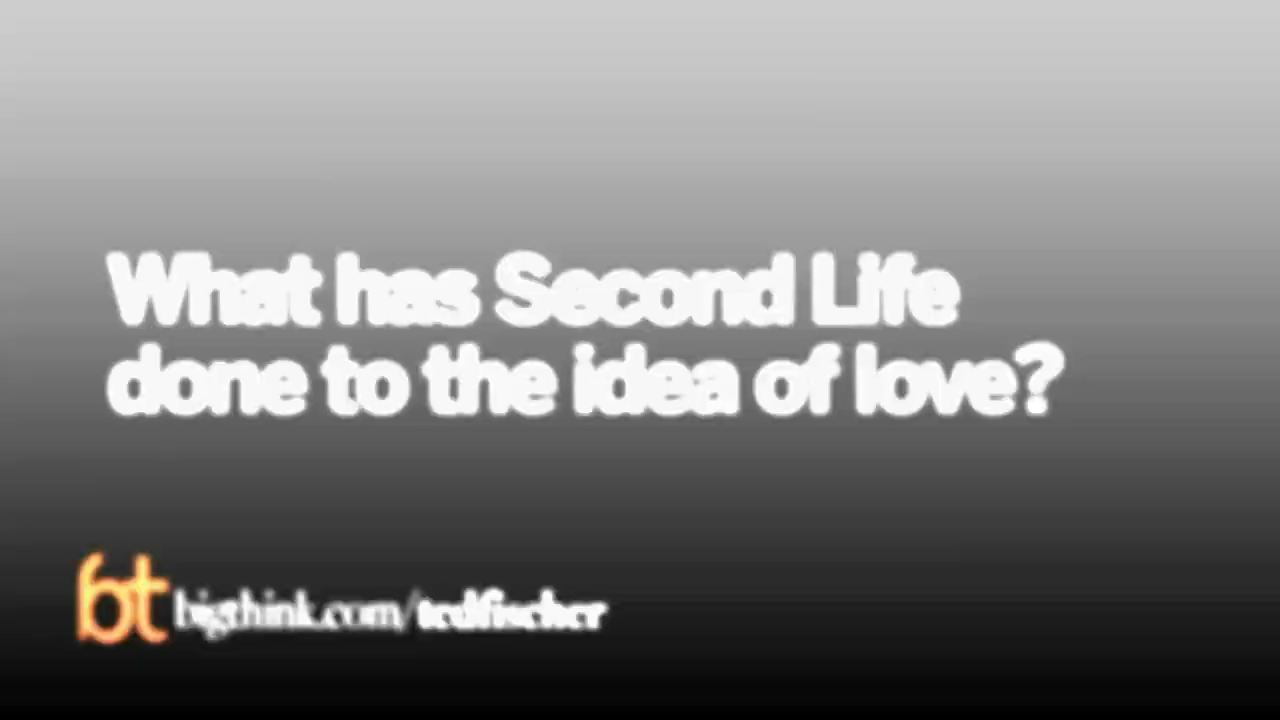 What has Second Life
done to the idea of love?
bt bigthink.com/tedfischer